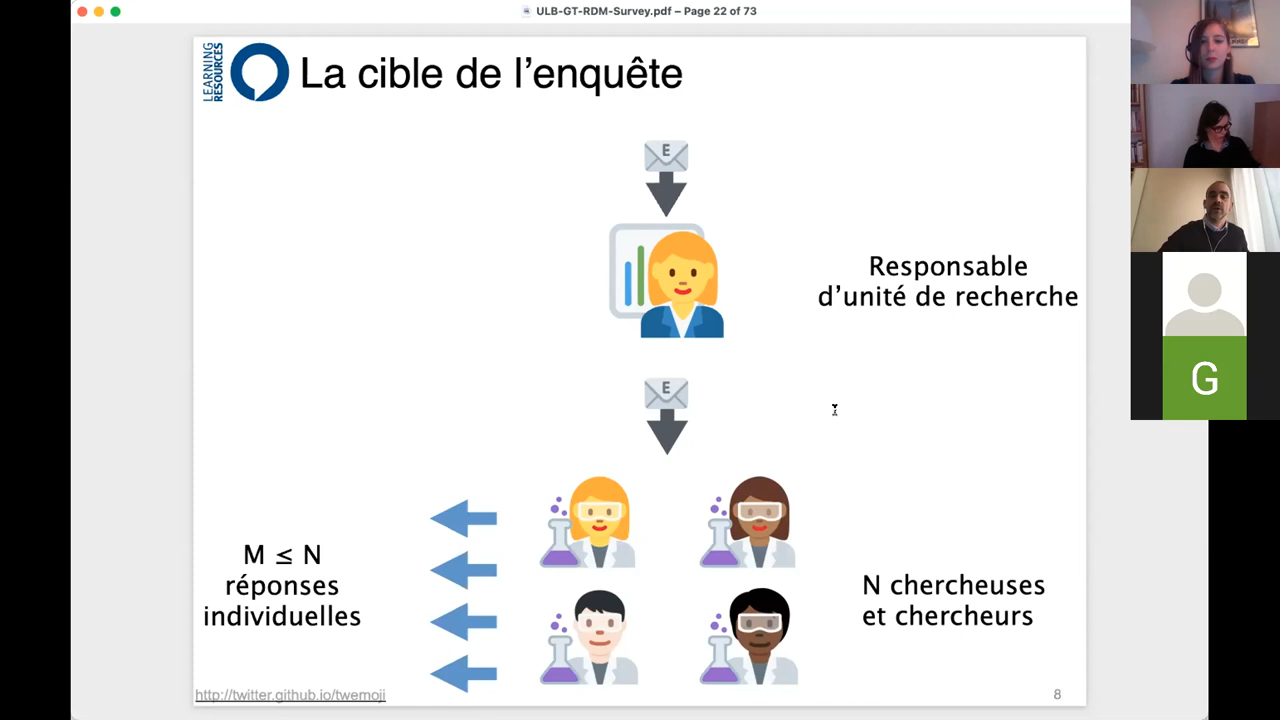 ULB-GT-RDM-Survey.pdf – Page 22 of 73
LEARNING
RESOURCES
La cible de l’enquête
E
Responsable
d’unité de recherche
E
M ≤ N
réponses
individuelles
N chercheuses
et chercheurs
http://twitter.github.io/twemoji
8
G